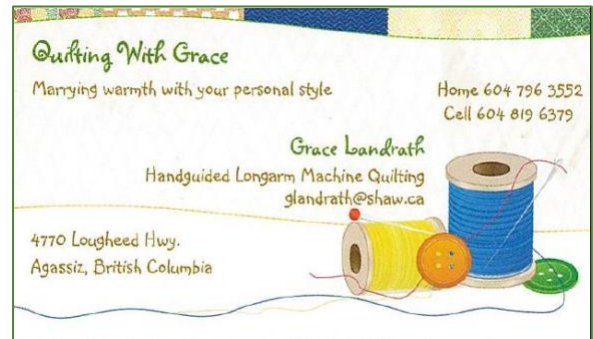 Quilting With Grace
Marrying warmth with your personal style
Home 604 796 3552
Cell 604 819 6379
Grace Landrath
Handguided Longarm Machine Quilting
glandrath@shaw.ca
4770 Lougheed Hwy.
Agassiz, British Columbia